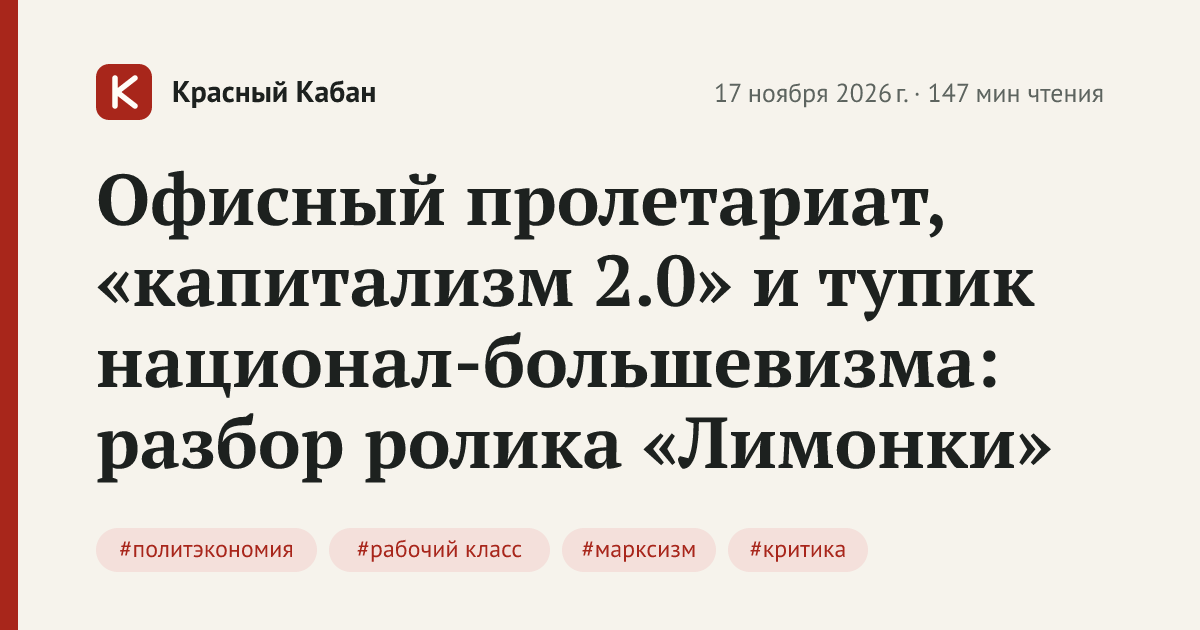 К
Красный Кабан
17 ноября 2026 г. · 147 мин чтения
Офисный пролетариат,
«капитализм 2.0» и тупик
национал-большевизма:
разбор ролика «Лимонки»
#политэкономия #рабочий класс #марксизм #критика